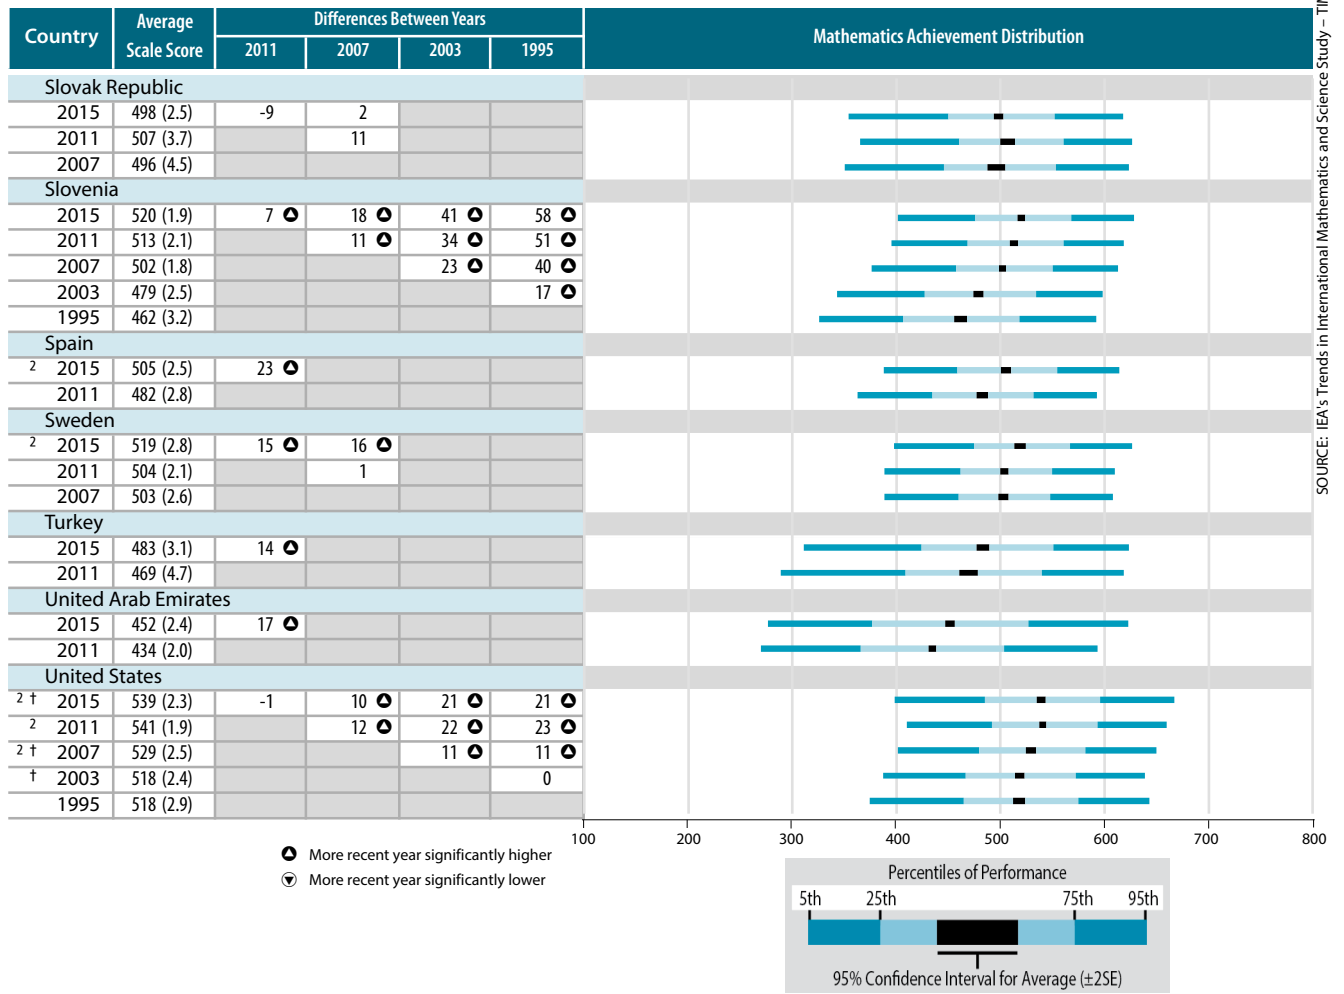 Country Average Scale Score Differences Between Years Mathematics Achievement Distribution
2011 2007 2003 1995
Slovak Republic
2015 498 (2.5) -9 2
2011 507 (3.7) 11
2007 496 (4.5)
Slovenia
2015 520 (1.9) 7 18 41 58
2011 513 (2.1) 11 34 51
2007 502 (1.8) 23 40
2003 479 (2.5) 17
1995 462 (3.2)
Spain
2 2015 505 (2.5) 23
2011 482 (2.8)
Sweden
2 2015 519 (2.8) 15 16
2011 504 (2.1) 1
2007 503 (2.6)
Turkey
2015 483 (3.1) 14
2011 469 (4.7)
United Arab Emirates
2015 452 (2.4) 17
2011 434 (2.0)
United States
2 † 2015 539 (2.3) -1 10 21 21
2 2011 541 (1.9) 12 22 23
2 † 2007 529 (2.5) 11 11
† 2003 518 (2.4) 0
1995 518 (2.9)
100 200 300 400 500 600 700 800
More recent year significantly higher
More recent year significantly lower
Percentiles of Performance
5th 25th 75th 95th
95% Confidence Interval for Average (±2SE)
SOURCE: IEA's Trends in International Mathematics and Science Study – TIM